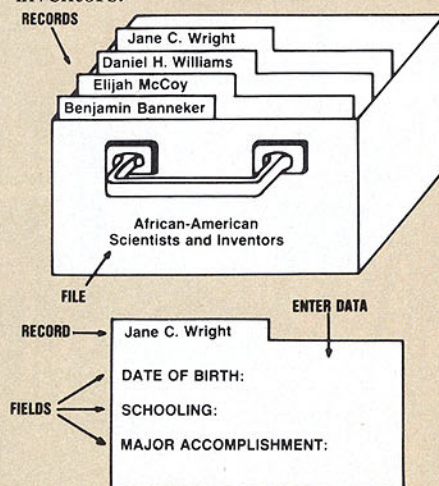 inventors.
RECORDS
Jane C. Wright
Daniel H. Williams
Elijah McCoy
Benjamin Banneker
African-American
Scientists and Inventors
FILE
ENTER DATA
RECORD
Jane C. Wright
DATE OF BIRTH:
FIELDS
SCHOOLING:
MAJOR ACCOMPLISHMENT: